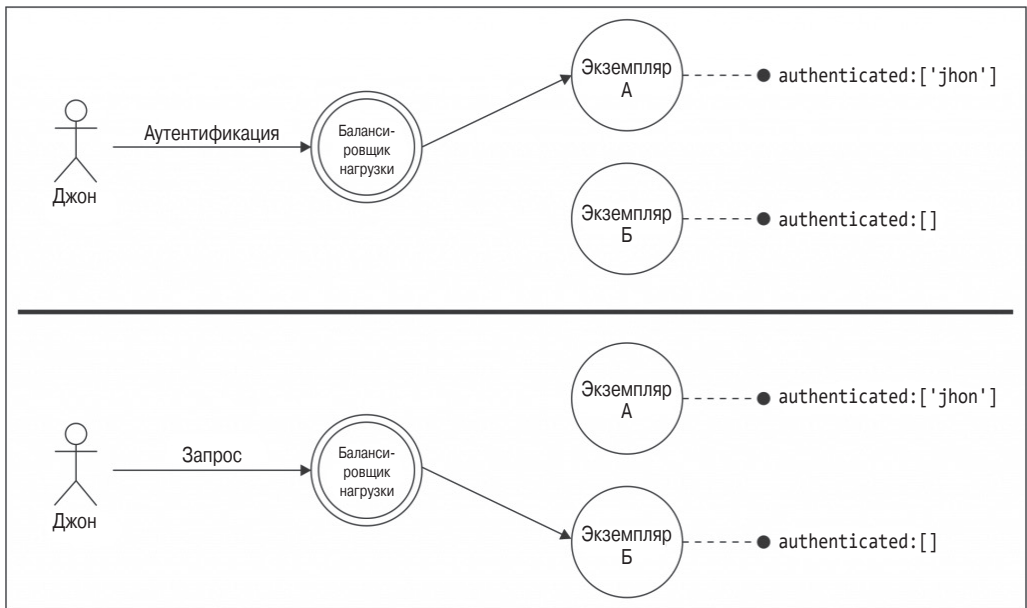 Джон
Аутентификация
Баланси-
ровщик
нагрузки
Экземпляр
А
authenticated:['jhon']
Экземпляр
Б
authenticated:[]
Джон
Запрос
Баланси-
ровщик
нагрузки
Экземпляр
А
authenticated:['jhon']
Экземпляр
Б
authenticated:[]